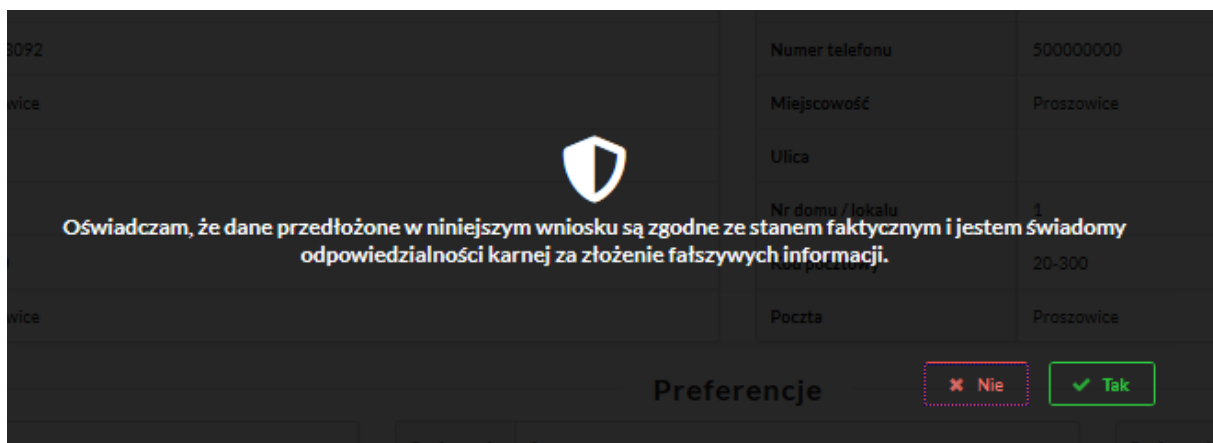 3092
Numer telefonu 500000000
wice
Miejscowość Proszowice
Ulica
Nr domu / lokalu 1
Oświadczam, że dane przedłożone w niniejszym wniosku są zgodne ze stanem faktycznym i jestem świadomy
odpowiedzialności karnej za złożenie fałszywych informacji.
Kod pocztowy 20-300
wice
Poczta Proszowice
Nie Tak
Preferencje